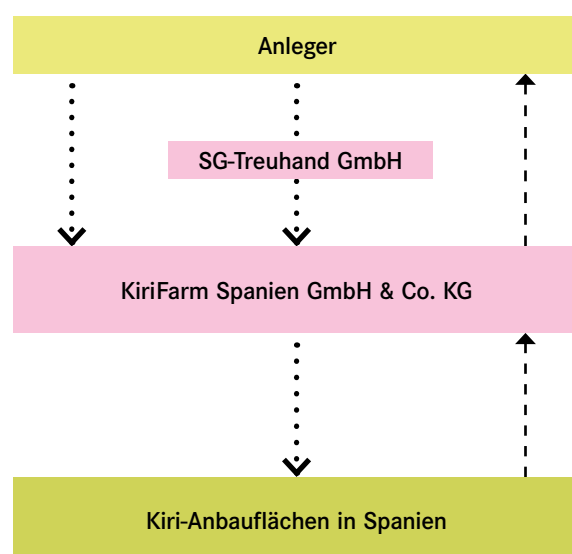 Anleger
SG-Treuhand GmbH
KiriFarm Spanien GmbH & Co. KG
Kiri-Anbauflächen in Spanien